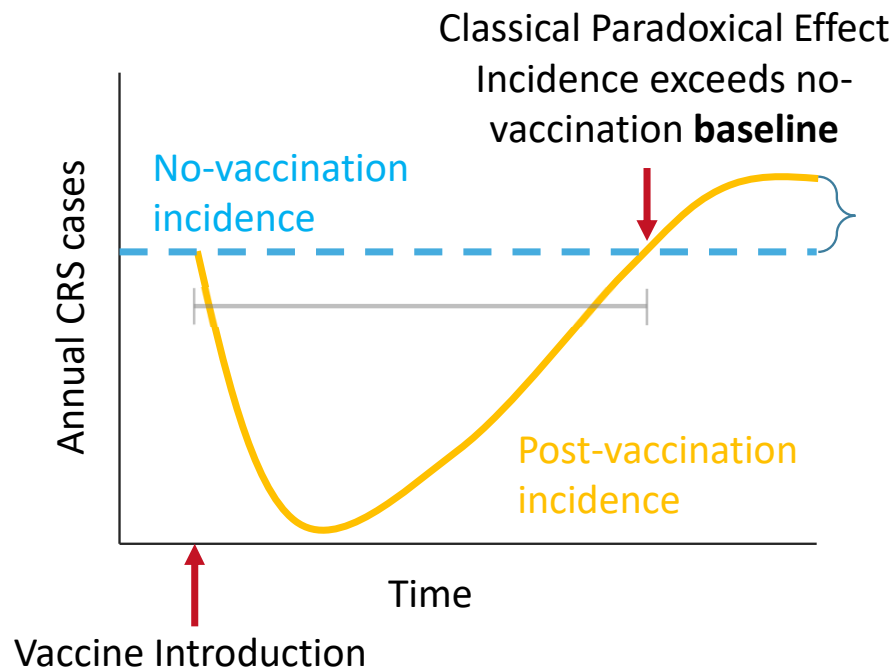 Classical Paradoxical Effect
Incidence exceeds no-
vaccination baseline
No-vaccination
incidence
Annual CRS cases
Post-vaccination
incidence
Time
Vaccine Introduction